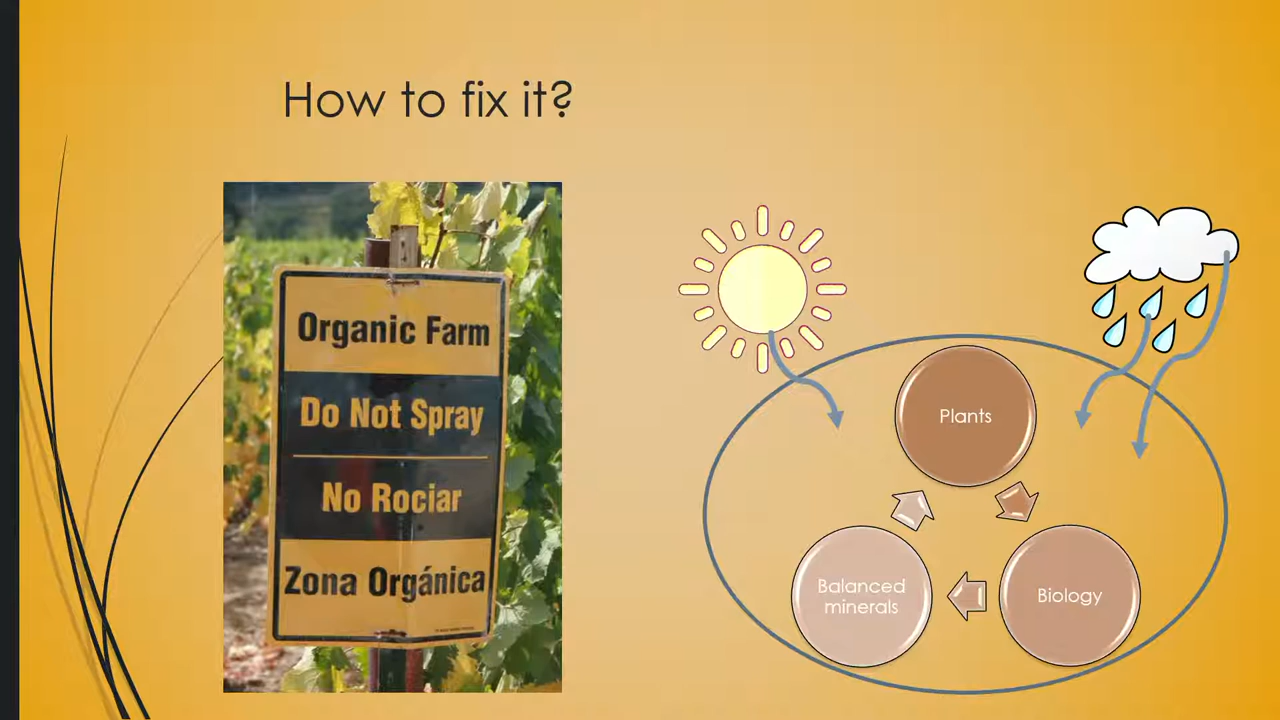 How to fix it?
Organic Farm
Do Not Spray
No Rociar
Zona Orgánica
Plants
Balanced
minerals
Biology